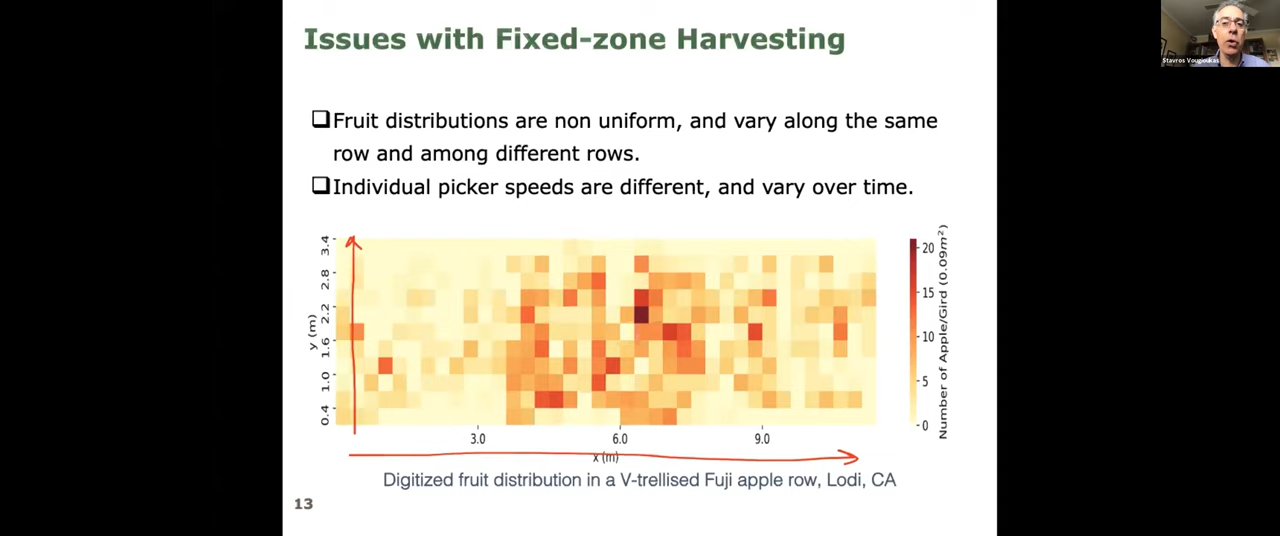 Issues with Fixed-zone Harvesting
Stavros Vougioukas
Fruit distributions are non uniform, and vary along the same
row and among different rows.
Individual picker speeds are different, and vary over time.
3.4
2.8
2.2
1.6
1.0
0.4
y (m)
3.0 6.0 9.0
x (m)
20
15
10
5
0
Number of Apple/Gird (0.09m²)
Digitized fruit distribution in a V-trellised Fuji apple row, Lodi, CA
13